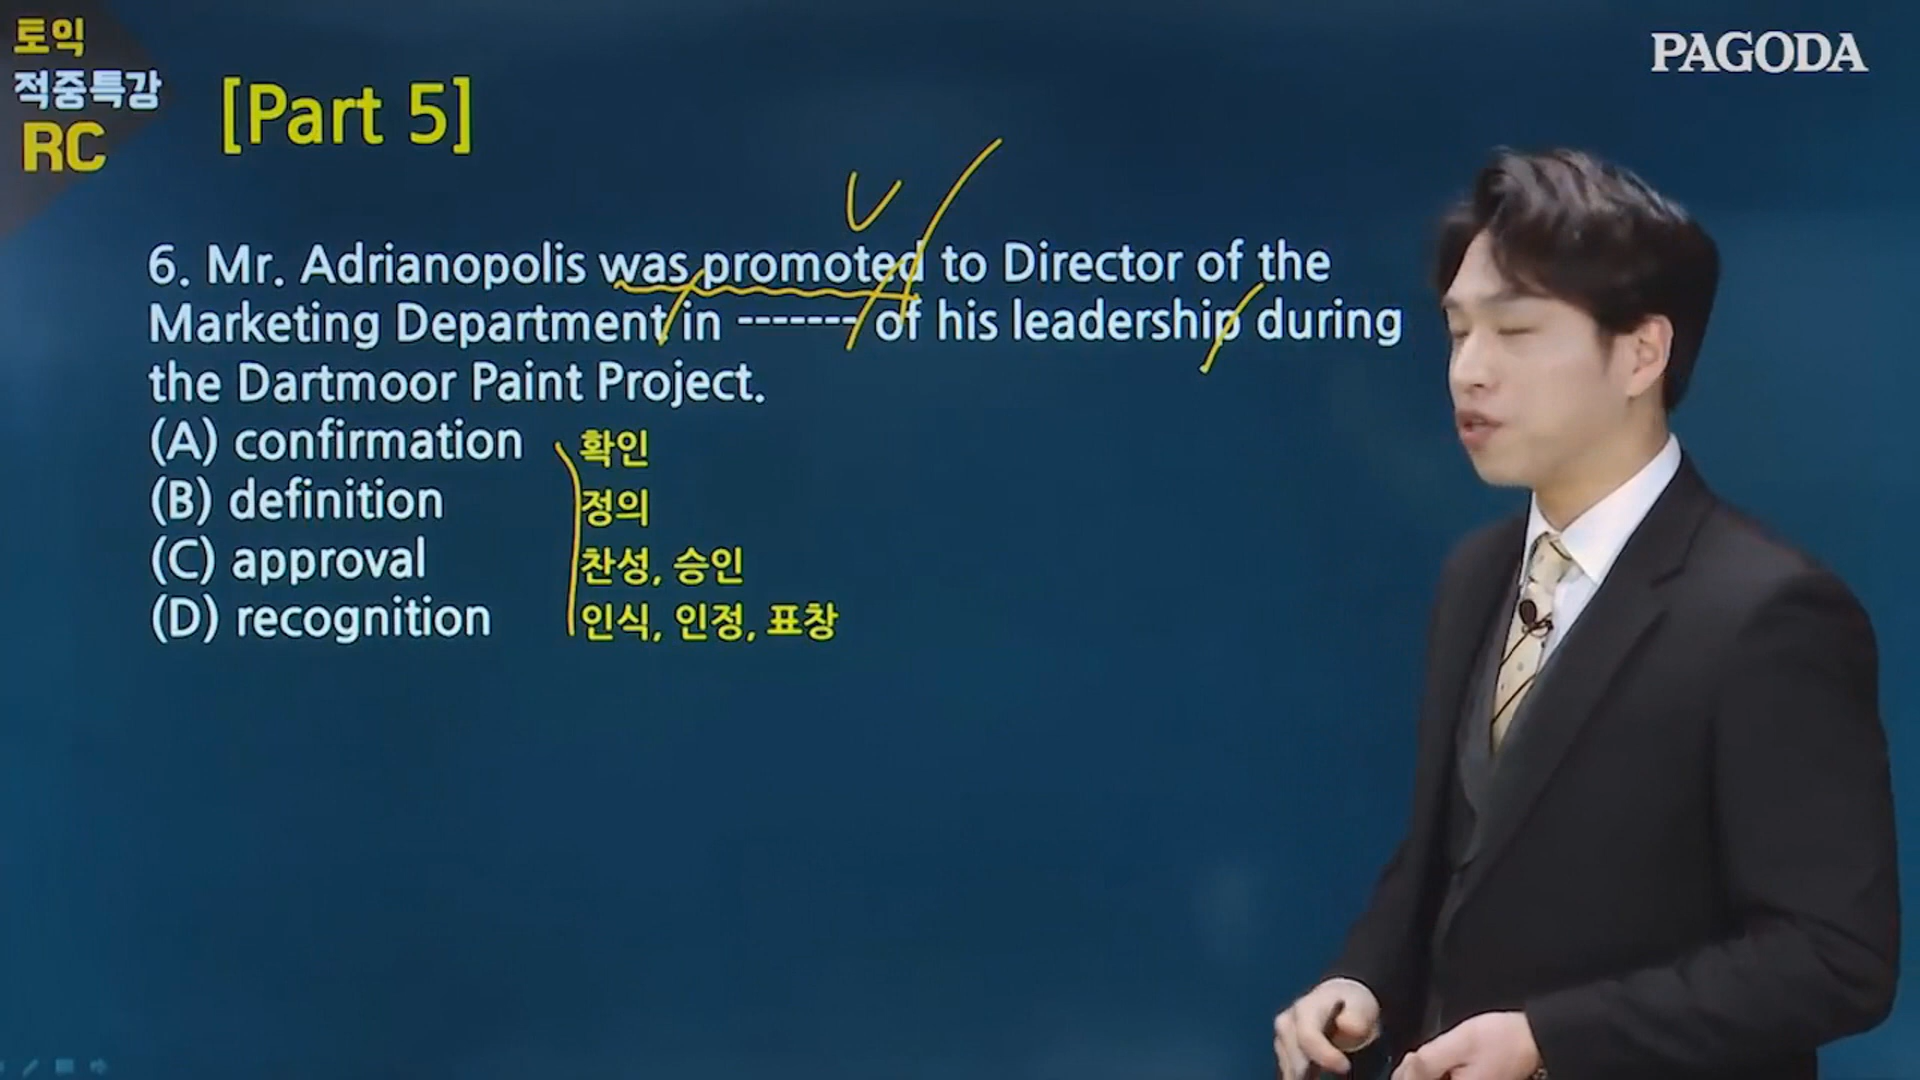 토익
적중특강
RC
[Part 5]
PAGODA
6. Mr. Adrianopolis was promoted to Director of the
Marketing Department in ------- of his leadership during
the Dartmoor Paint Project.
(A) confirmation 확인
(B) definition 정의
(C) approval 찬성, 승인
(D) recognition 인식, 인정, 표창